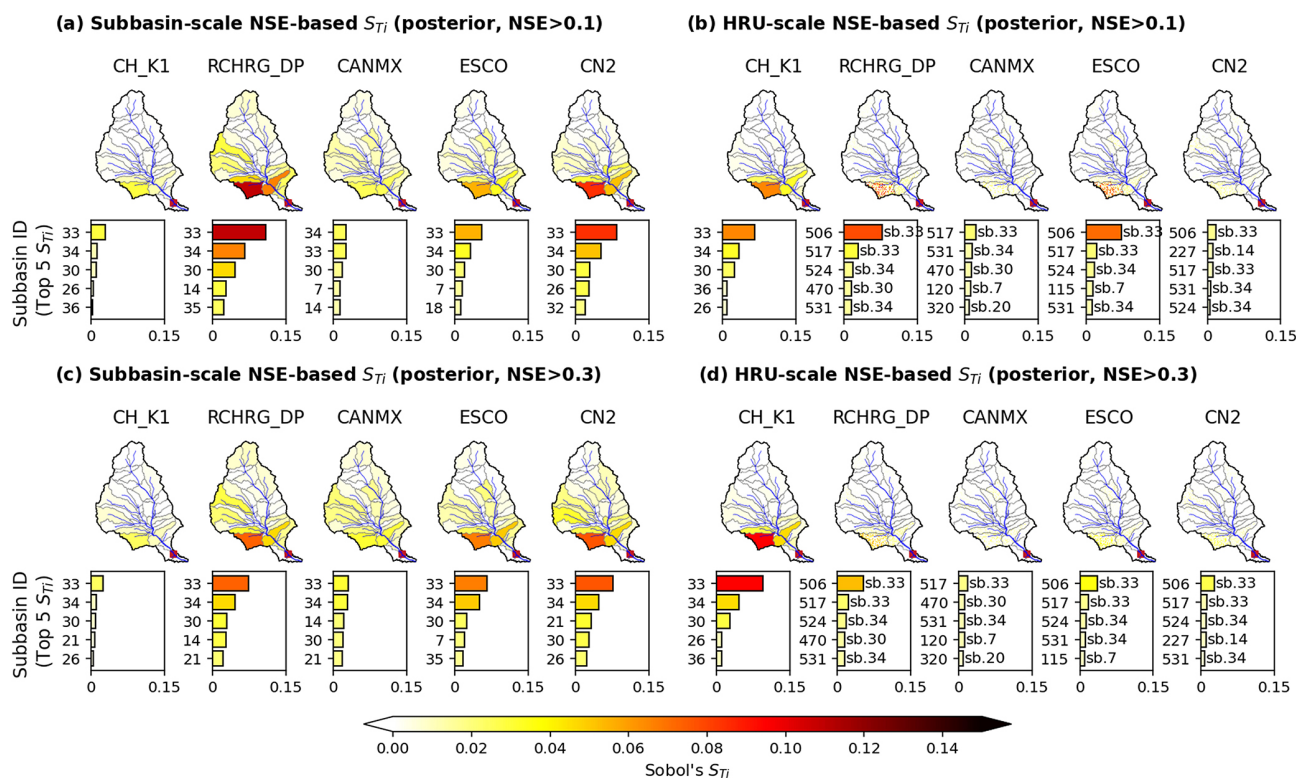 (a) Subbasin-scale NSE-based S_Ti (posterior, NSE>0.1)
(b) HRU-scale NSE-based S_Ti (posterior, NSE>0.1)
CH_K1 RCHRG_DP CANMX ESCO CN2
CH_K1 RCHRG_DP CANMX ESCO CN2
Subbasin ID
(Top 5 S_Ti)
33 34 30 26 36
33 34 30 14 35
34 33 30 7 14
33 34 30 7 18
33 34 30 14 32
33 34 30 36 26
506 sb.33 517 sb.33 524 sb.34 470 sb.30 531 sb.34
517 sb.33 531 sb.34 470 sb.30 120 sb.7 320 sb.20
506 sb.33 517 sb.33 524 sb.34 115 sb.7 531 sb.34
506 sb.33 227 sb.14 517 sb.33 531 sb.34 524 sb.34
0 0.15 0 0.15 0 0.15 0 0.15 0 0.15
0 0.15 0 0.15 0 0.15 0 0.15 0 0.15
(c) Subbasin-scale NSE-based S_Ti (posterior, NSE>0.3)
(d) HRU-scale NSE-based S_Ti (posterior, NSE>0.3)
CH_K1 RCHRG_DP CANMX ESCO CN2
CH_K1 RCHRG_DP CANMX ESCO CN2
Subbasin ID
(Top 5 S_Ti)
33 34 30 21 26
33 34 30 14 21
33 34 14 30 21
33 34 30 7 35
33 34 21 30 26
33 34 30 26 36
506 sb.33 517 sb.33 524 sb.34 470 sb.30 531 sb.34
517 sb.33 470 sb.30 531 sb.34 120 sb.7 320 sb.20
506 sb.33 517 sb.33 524 sb.34 531 sb.34 115 sb.7
506 sb.33 517 sb.33 524 sb.34 227 sb.14 531 sb.34
0 0.15 0 0.15 0 0.15 0 0.15 0 0.15
0 0.15 0 0.15 0 0.15 0 0.15 0 0.15
0.00 0.02 0.04 0.06 0.08 0.10 0.12 0.14
Sobol's S_Ti